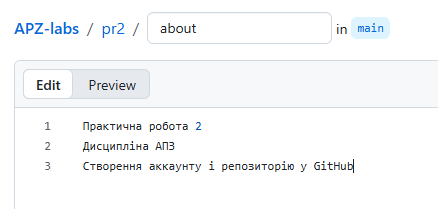 APZ-labs / pr2 / about in main
Edit Preview
1 Практична робота 2
2 Дисципліна АПЗ
3 Створення аккаунту і репозиторію у GitHub